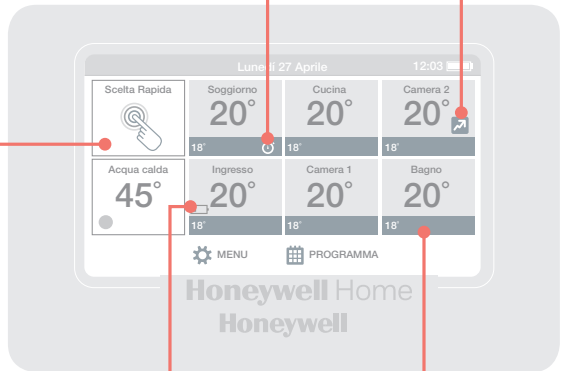 Lunedì 27 Aprile 12:03
Scelta Rapida
Soggiorno
20°
18°
Cucina
20°
18°
Camera 2
20°
18°
Acqua calda
45°
Ingresso
20°
18°
Camera 1
20°
18°
Bagno
20°
18°
MENU
PROGRAMMA
Honeywell Home
Honeywell